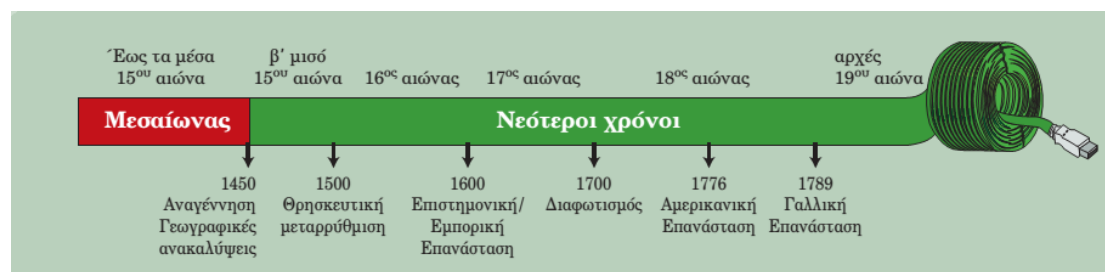 Έως τα μέσα
15ου αιώνα
β’ μισό
15ου αιώνα
16ος αιώνας
17ος αιώνας
18ος αιώνας
αρχές
19ου αιώνα
Μεσαίωνας
Νεότεροι χρόνοι
1450
Αναγέννηση
Γεωγραφικές
ανακαλύψεις
1500
Θρησκευτική
μεταρρύθμιση
1600
Επιστημονική/
Εμπορική
Επανάσταση
1700
Διαφωτισμός
1776
Αμερικανική
Επανάσταση
1789
Γαλλική
Επανάσταση